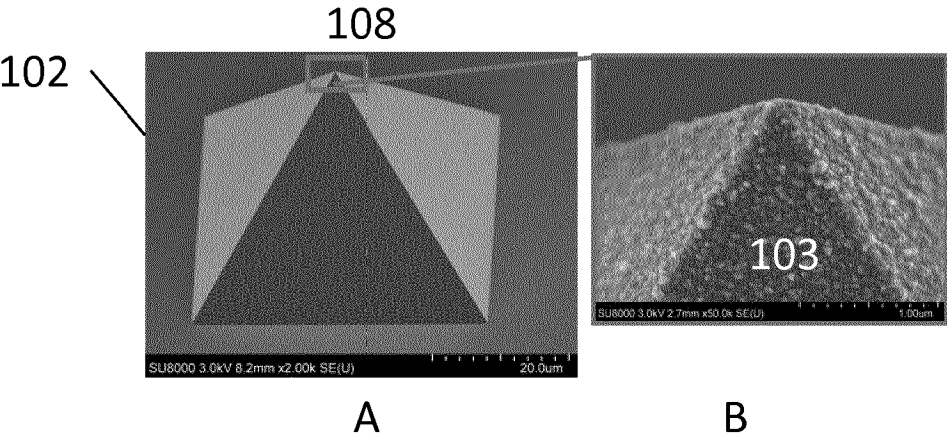 108
102
103
SU8000 3.0kV 8.2mm x2.00k SE(U) 20.0um
SU8000 3.0kV 2.7mm x50.0k SE(U) 1.00um
A B